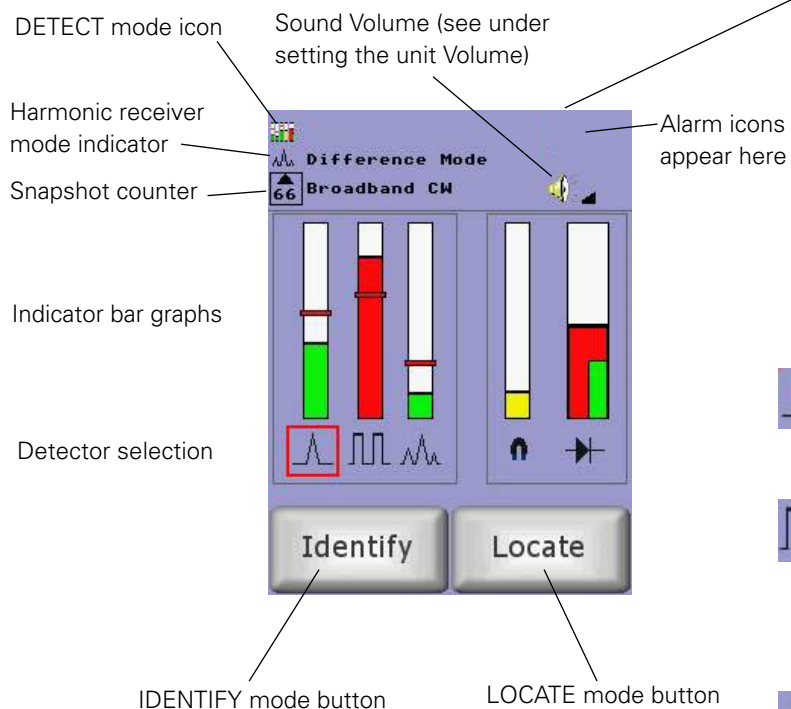 DETECT mode icon
Sound Volume (see under
setting the unit Volume)
Harmonic receiver
mode indicator
Snapshot counter
Alarm icons
appear here
Difference Mode
66 Broadband CW
Indicator bar graphs
Detector selection
Identify
Locate
IDENTIFY mode button
LOCATE mode button